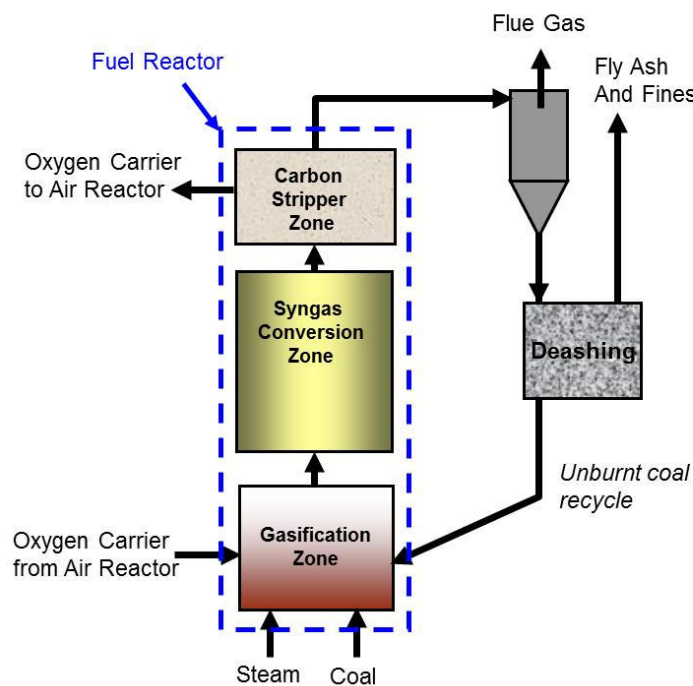 Flue Gas
Fuel Reactor
Fly Ash
And Fines
Oxygen Carrier
to Air Reactor
Carbon
Stripper
Zone
Syngas
Conversion
Zone
Deashing
Unburnt coal
recycle
Gasification
Zone
Oxygen Carrier
from Air Reactor
Steam
Coal